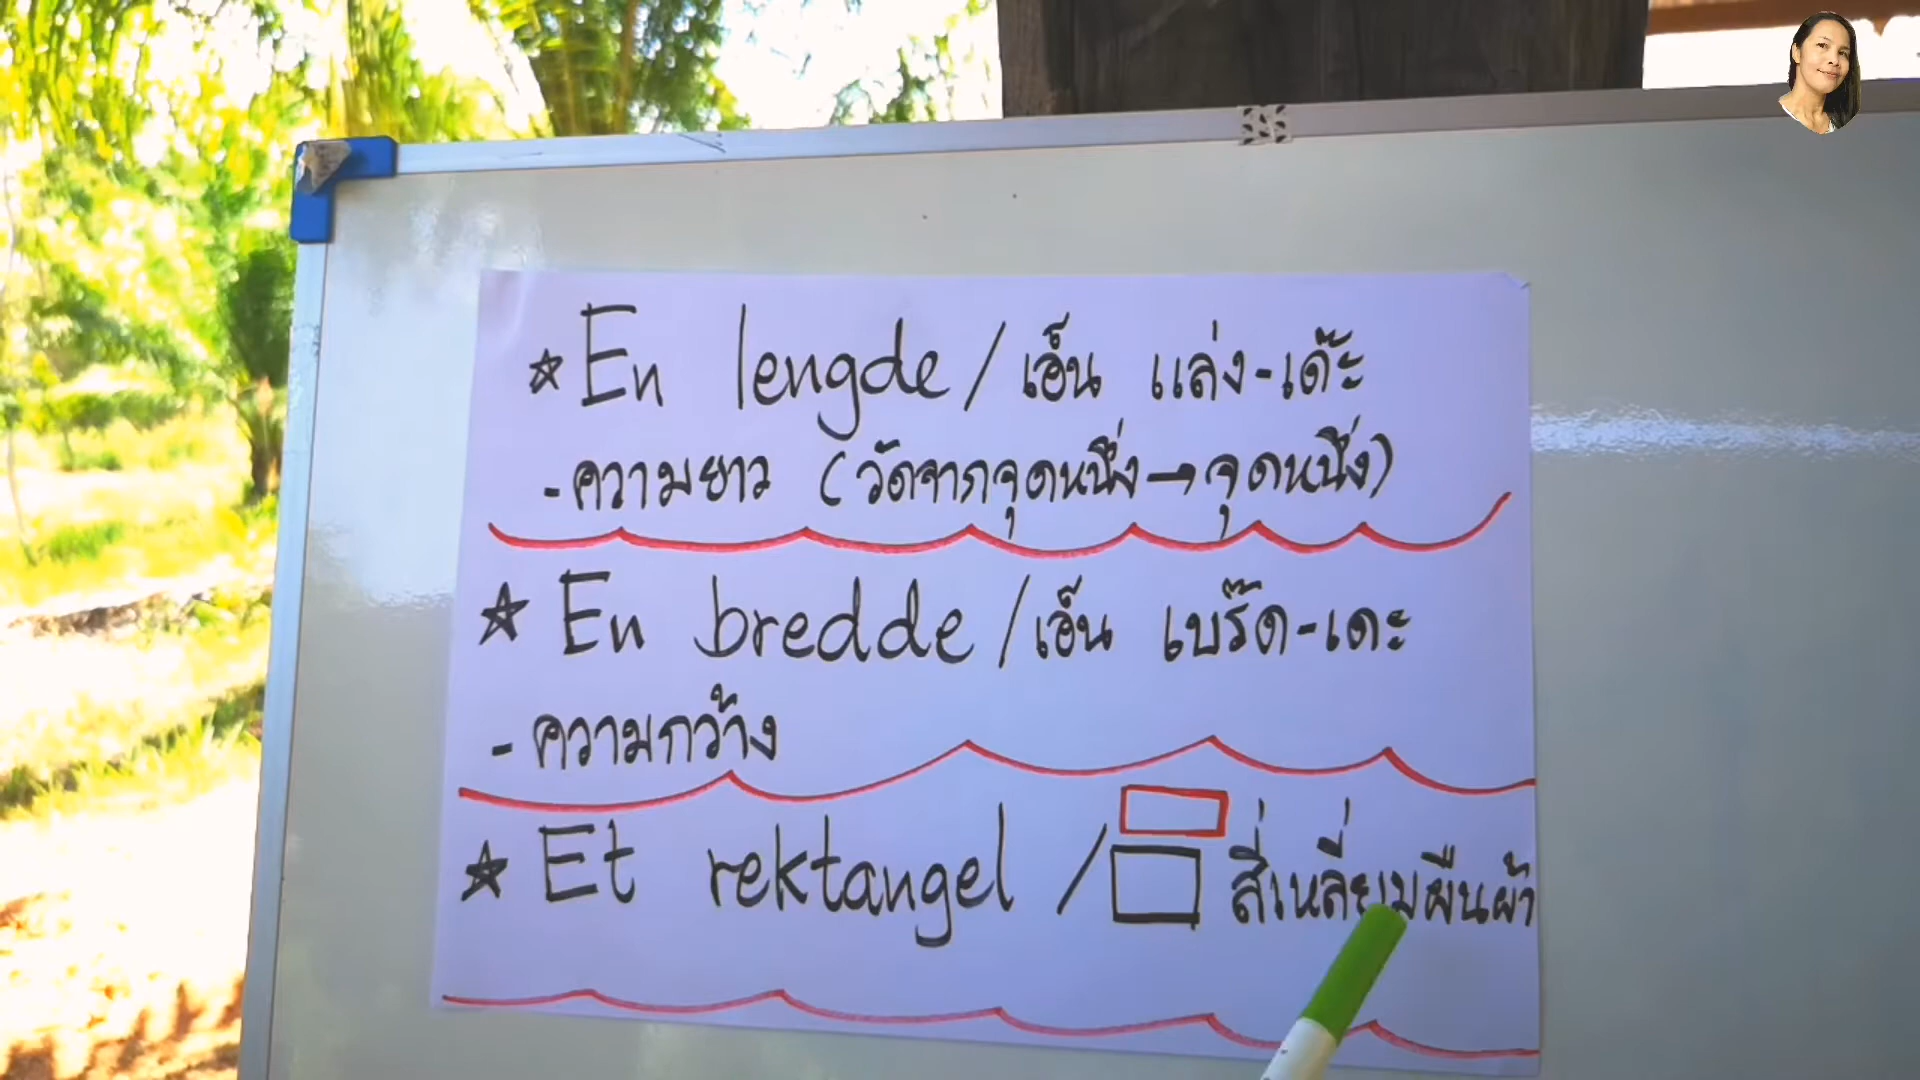 En lengde / เอ็น แล่ง-เด๊ะ
- ความยาว (วัดจากจุดหนึ่ง → จุดหนึ่ง)
En bredde / เอ็น เบร๊ด-เดะ
- ความกว้าง
Et rektangel / สี่เหลี่ยมผืนผ้า